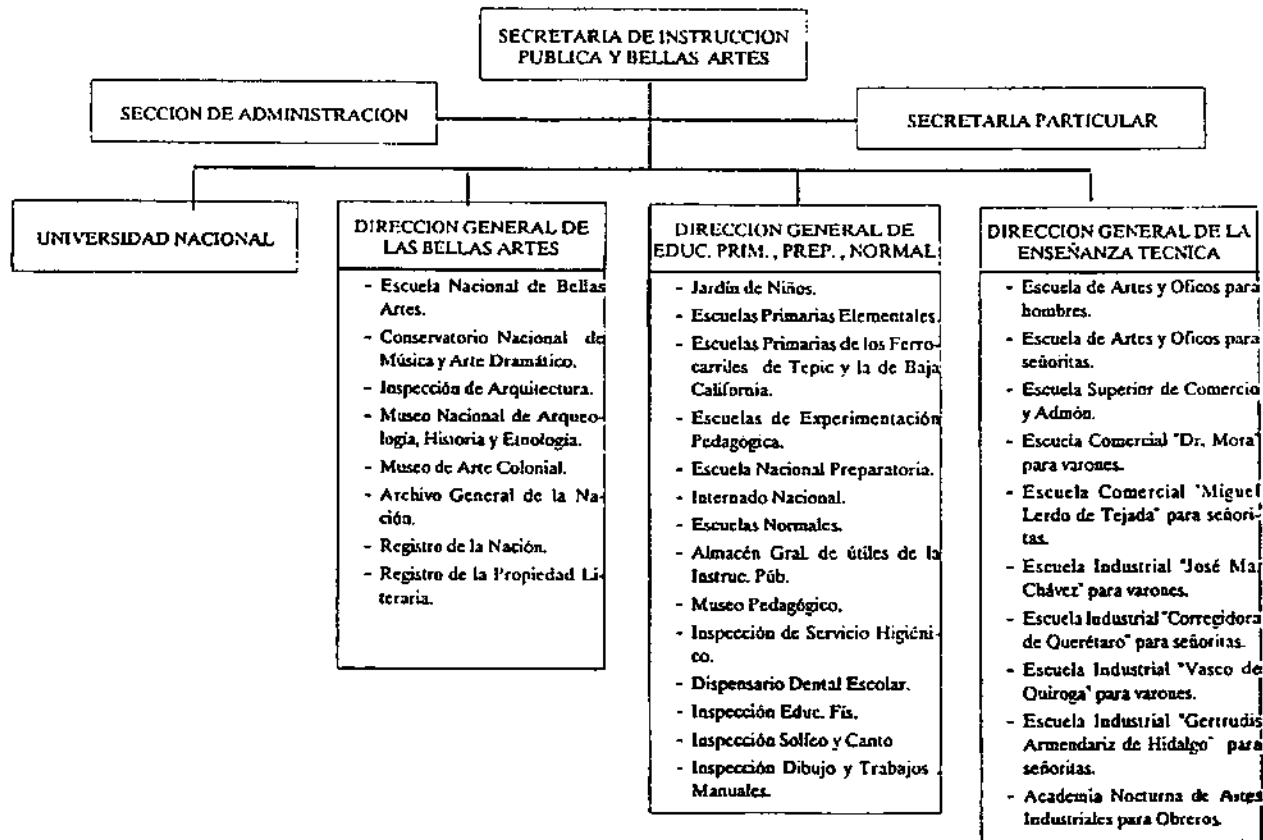 SECRETARIA DE INSTRUCCION
PUBLICA Y BELLAS ARTES
SECCION DE ADMINISTRACION
SECRETARIA PARTICULAR
UNIVERSIDAD NACIONAL
DIRECCION GENERAL DE
LAS BELLAS ARTES
- Escuela Nacional de Bellas
Artes.
- Conservatorio Nacional de
Música y Arte Dramático.
- Inspección de Arquitectura.
- Museo Nacional de Arqueo-
logía, Historia y Etnología.
- Museo de Arte Colonial.
- Archivo General de la Na-
ción.
- Registro de la Nación.
- Registro de la Propiedad Li-
teraria.
DIRECCION GENERAL DE
EDUC. PRIM., PREP., NORMAL
- Jardín de Niños.
- Escuelas Primarias Elementales.
- Escuelas Primarias de los Ferro-
carriles de Tepic y la de Baja
California.
- Escuelas de Experimentación
Pedagógica.
- Escuela Nacional Preparatoria.
- Internado Nacional.
- Escuelas Normales.
- Almacén Gral. de útiles de la
Instruc. Púb.
- Museo Pedagógico.
- Inspección de Servicio Higiéni-
co.
- Dispensario Dental Escolar.
- Inspección Educ. Fís.
- Inspección Solfeo y Canto
- Inspección Dibujo y Trabajos
Manuales.
DIRECCION GENERAL DE LA
ENSEÑANZA TECNICA
- Escuela de Artes y Oficos para
hombres.
- Escuela de Artes y Oficos para
señoritas.
- Escuela Superior de Comercio
y Admón.
- Escuela Comercial "Dr. Mora"
para varones.
- Escuela Comercial "Miguel
Lerdo de Tejada" para señori-
tas.
- Escuela Industrial "José Ma.
Chávez" para varones.
- Escuela Industrial "Corregidora
de Querétaro" para señoritas.
- Escuela Industrial "Vasco de
Quiroga" para varones.
- Escuela Industrial "Gertrudis
Armendariz de Hidalgo" para
señoritas.
- Academia Nocturna de Artes
Industriales para Obreros.